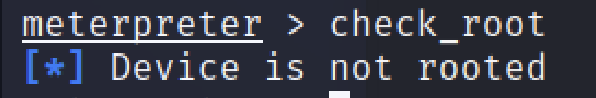 meterpreter > check_root
[*] Device is not rooted